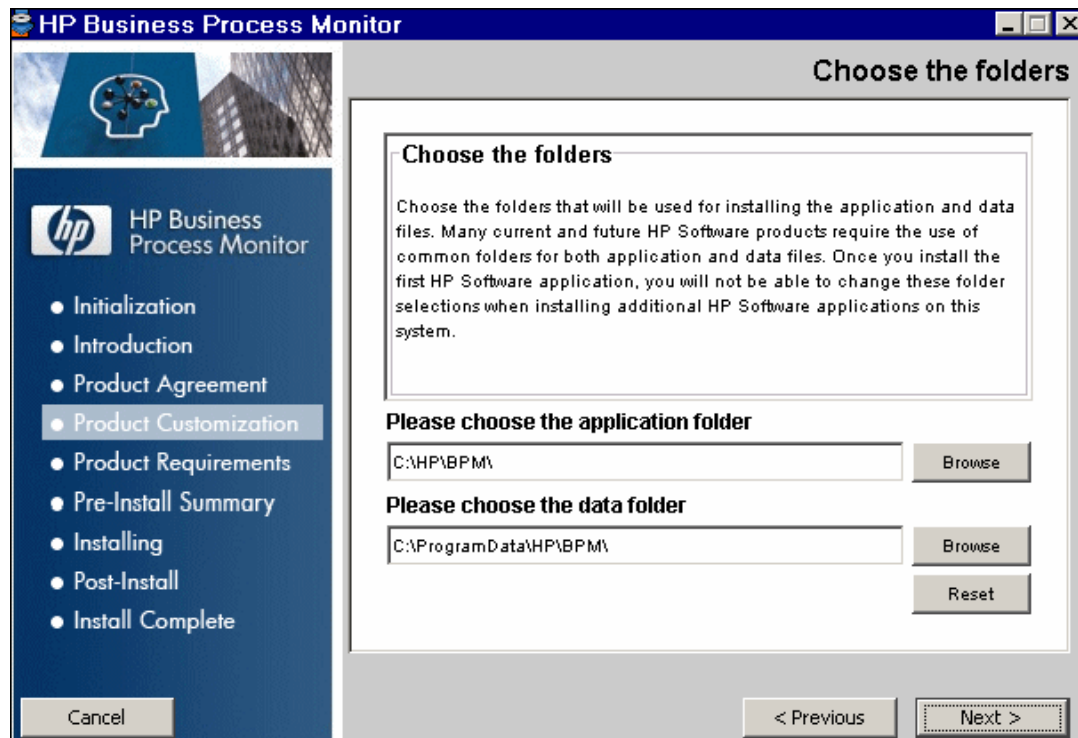 HP Business Process Monitor
Choose the folders
hp
HP Business
Process Monitor
Initialization
Introduction
Product Agreement
Product Customization
Product Requirements
Pre-Install Summary
Installing
Post-Install
Install Complete
Choose the folders
Choose the folders that will be used for installing the application and data
files. Many current and future HP Software products require the use of
common folders for both application and data files. Once you install the
first HP Software application, you will not be able to change these folder
selections when installing additional HP Software applications on this
system.
Please choose the application folder
C:\HP\BPM\
Browse
Please choose the data folder
C:\ProgramData\HP\BPM\
Browse
Reset
Cancel
< Previous
Next >